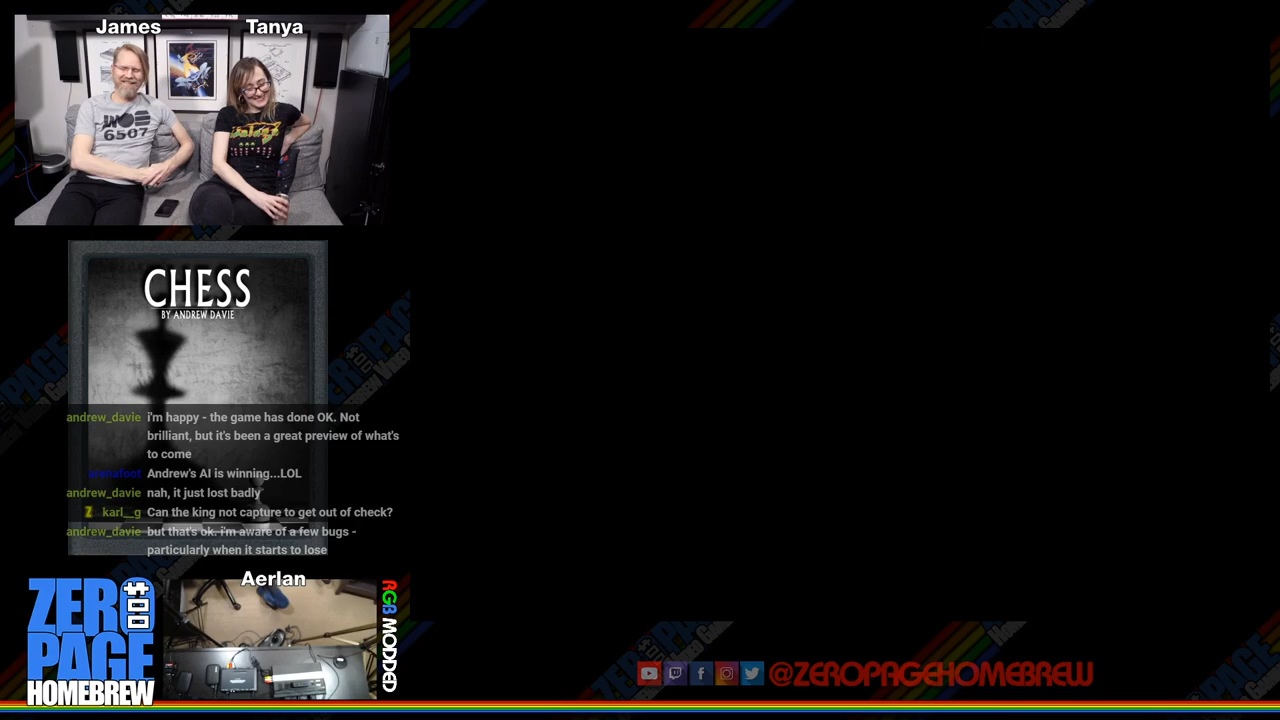 James
Tanya
6507
CHESS
BY ANDREW DAVIE
andrew_davie i'm happy - the game has done OK. Not
brilliant, but it's been a great preview of what's
to come
arenafoot Andrew's AI is winning...LOL
andrew_davie nah, it just lost badly
Z karl__g Can the king not capture to get out of check?
andrew_davie but that's ok. i'm aware of a few bugs -
particularly when it starts to lose
Aerlan
ZERO
PAGE
HOMEBREW
RGB MODDED
@ZEROPAGEHOMEBREW